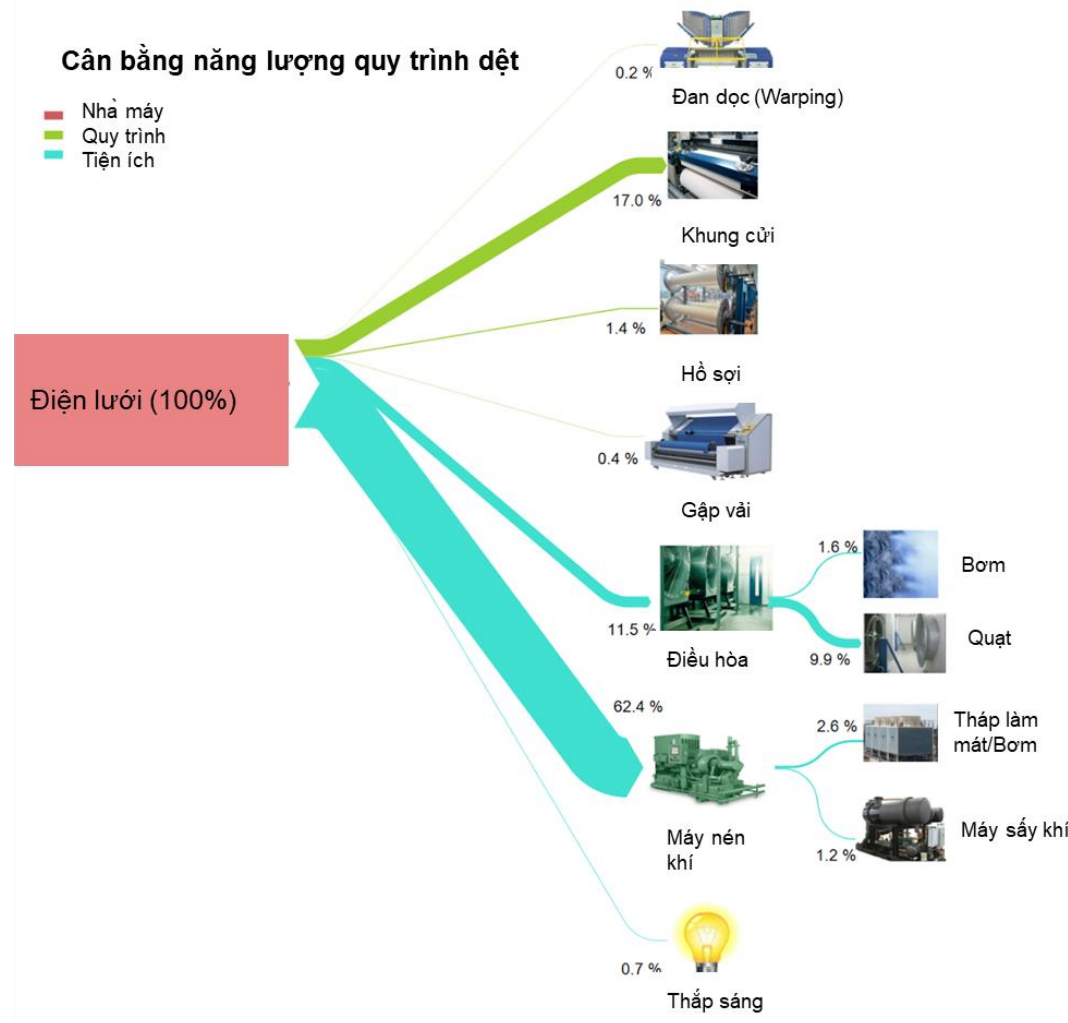 Cân bằng năng lượng quy trình dệt
Nhà máy
Quy trình
Tiện ích
0.2 %
Đan dọc (Warping)
17.0 %
Khung cửi
1.4 %
Hồ sợi
Điện lưới (100%)
0.4 %
Gập vải
1.6 %
Bơm
11.5 %
Điều hòa
9.9 %
Quạt
62.4 %
Máy nén
khí
2.6 %
Tháp làm
mát/Bơm
1.2 %
Máy sấy khí
0.7 %
Thắp sáng